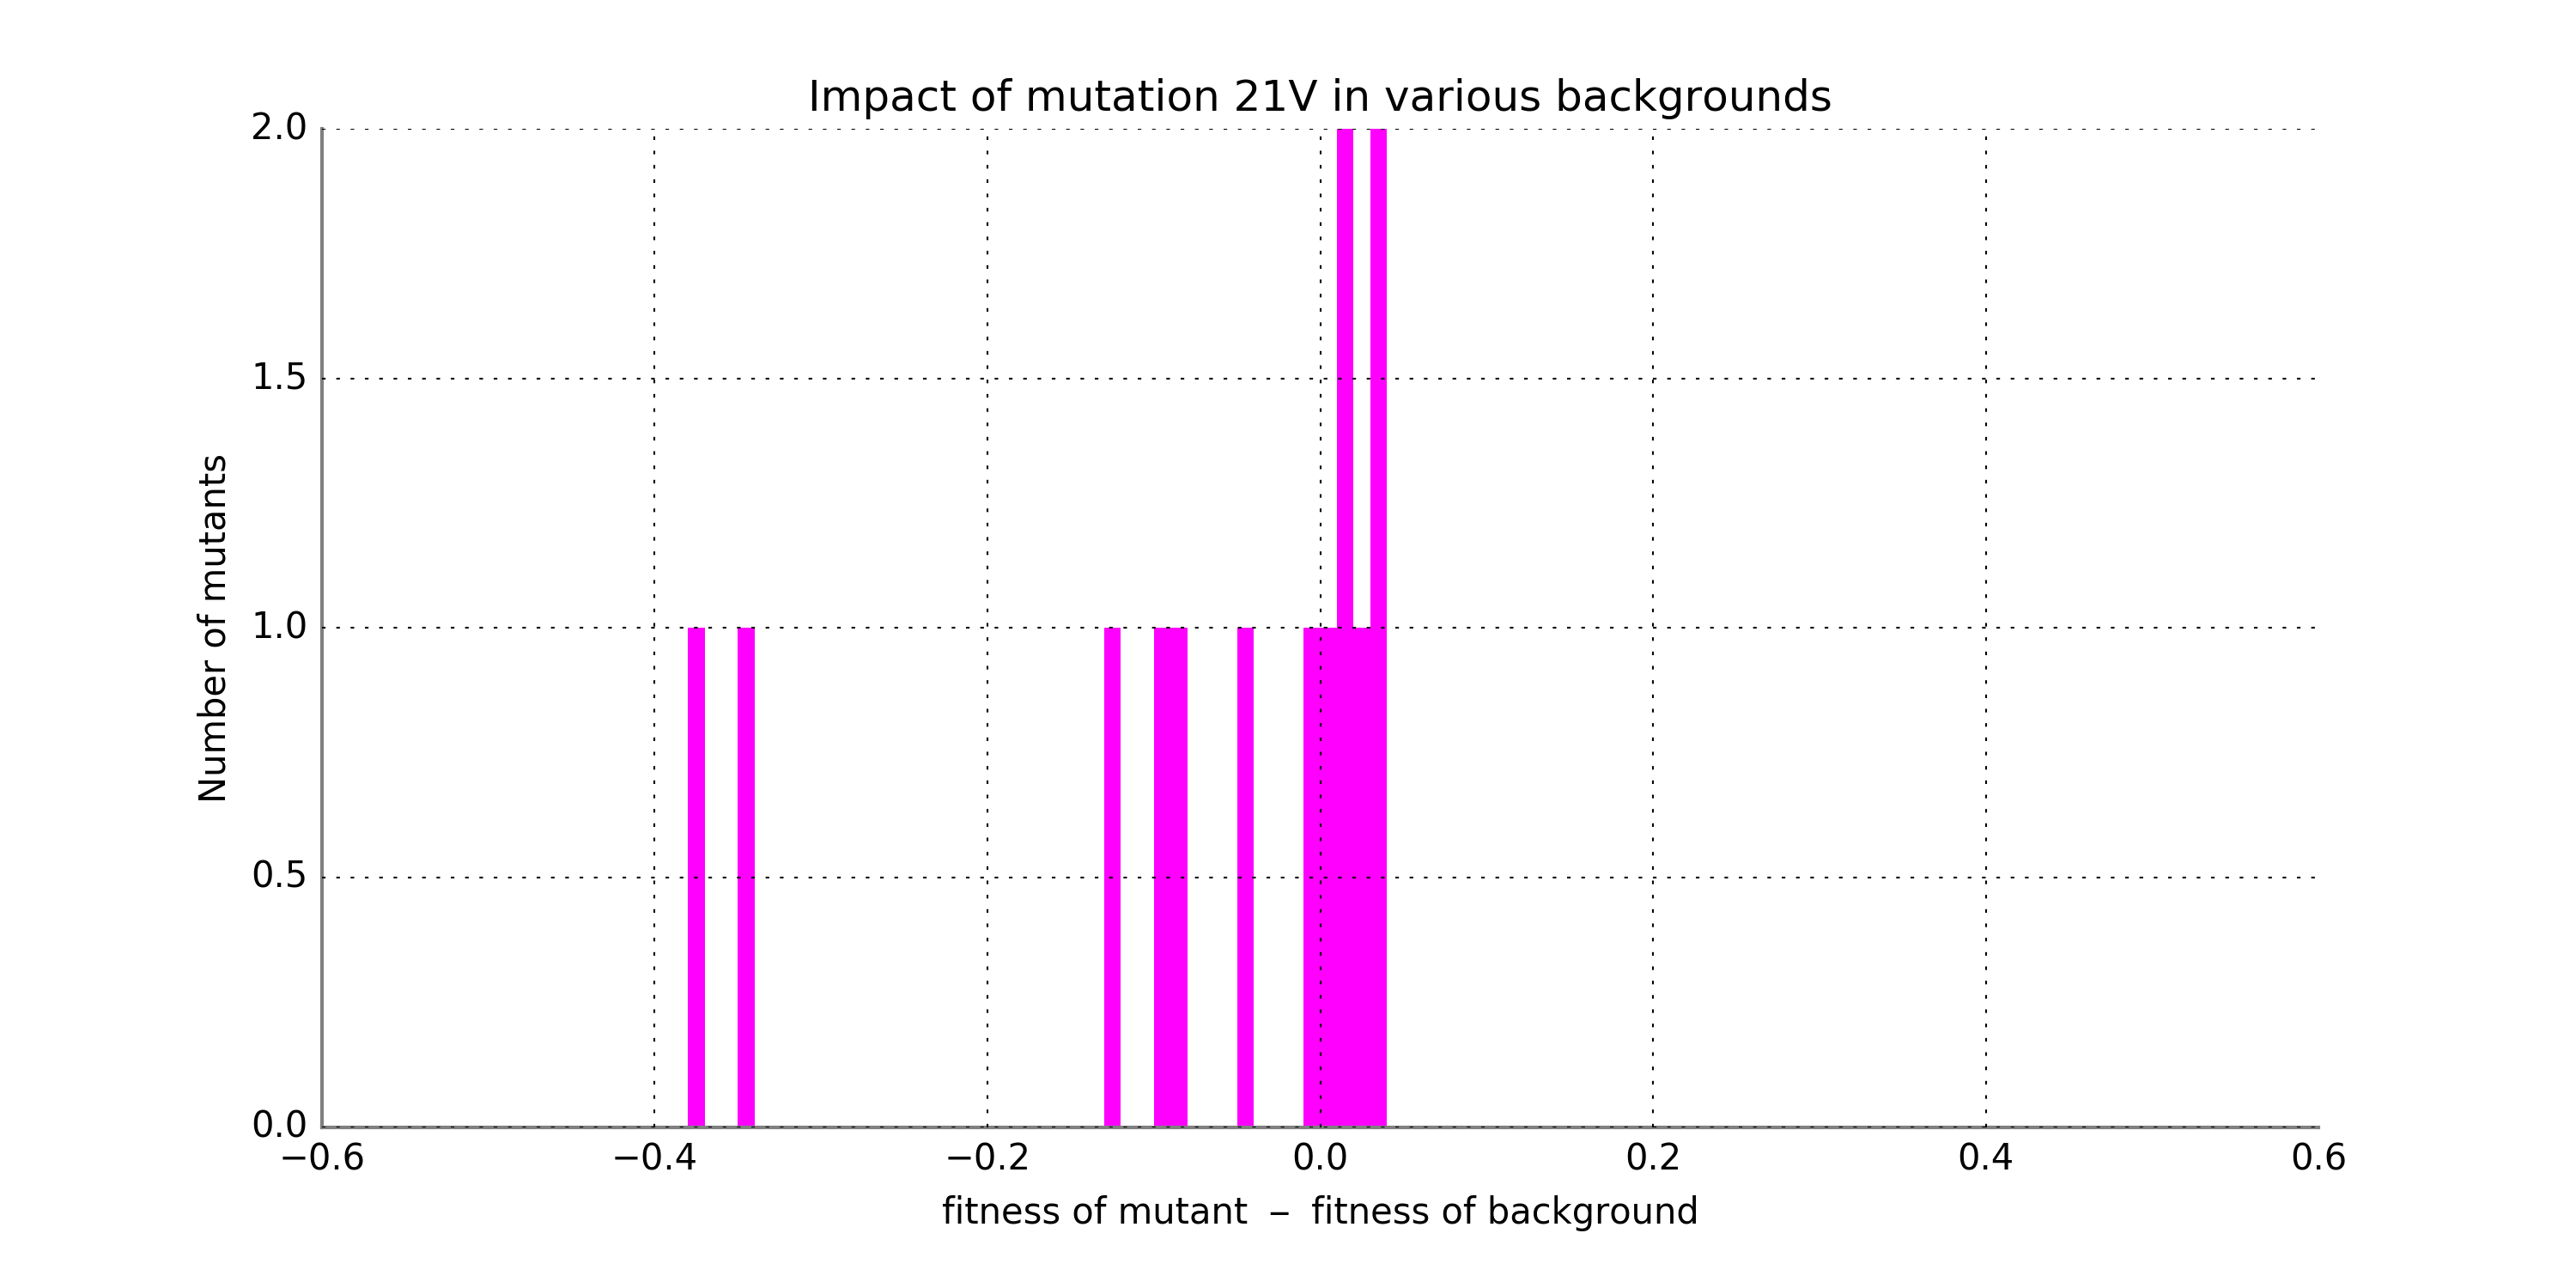 Impact of mutation 21V in various backgrounds
2.0
1.5
1.0
0.5
0.0
Number of mutants
−0.6 −0.4 −0.2 0.0 0.2 0.4 0.6
fitness of mutant − fitness of background